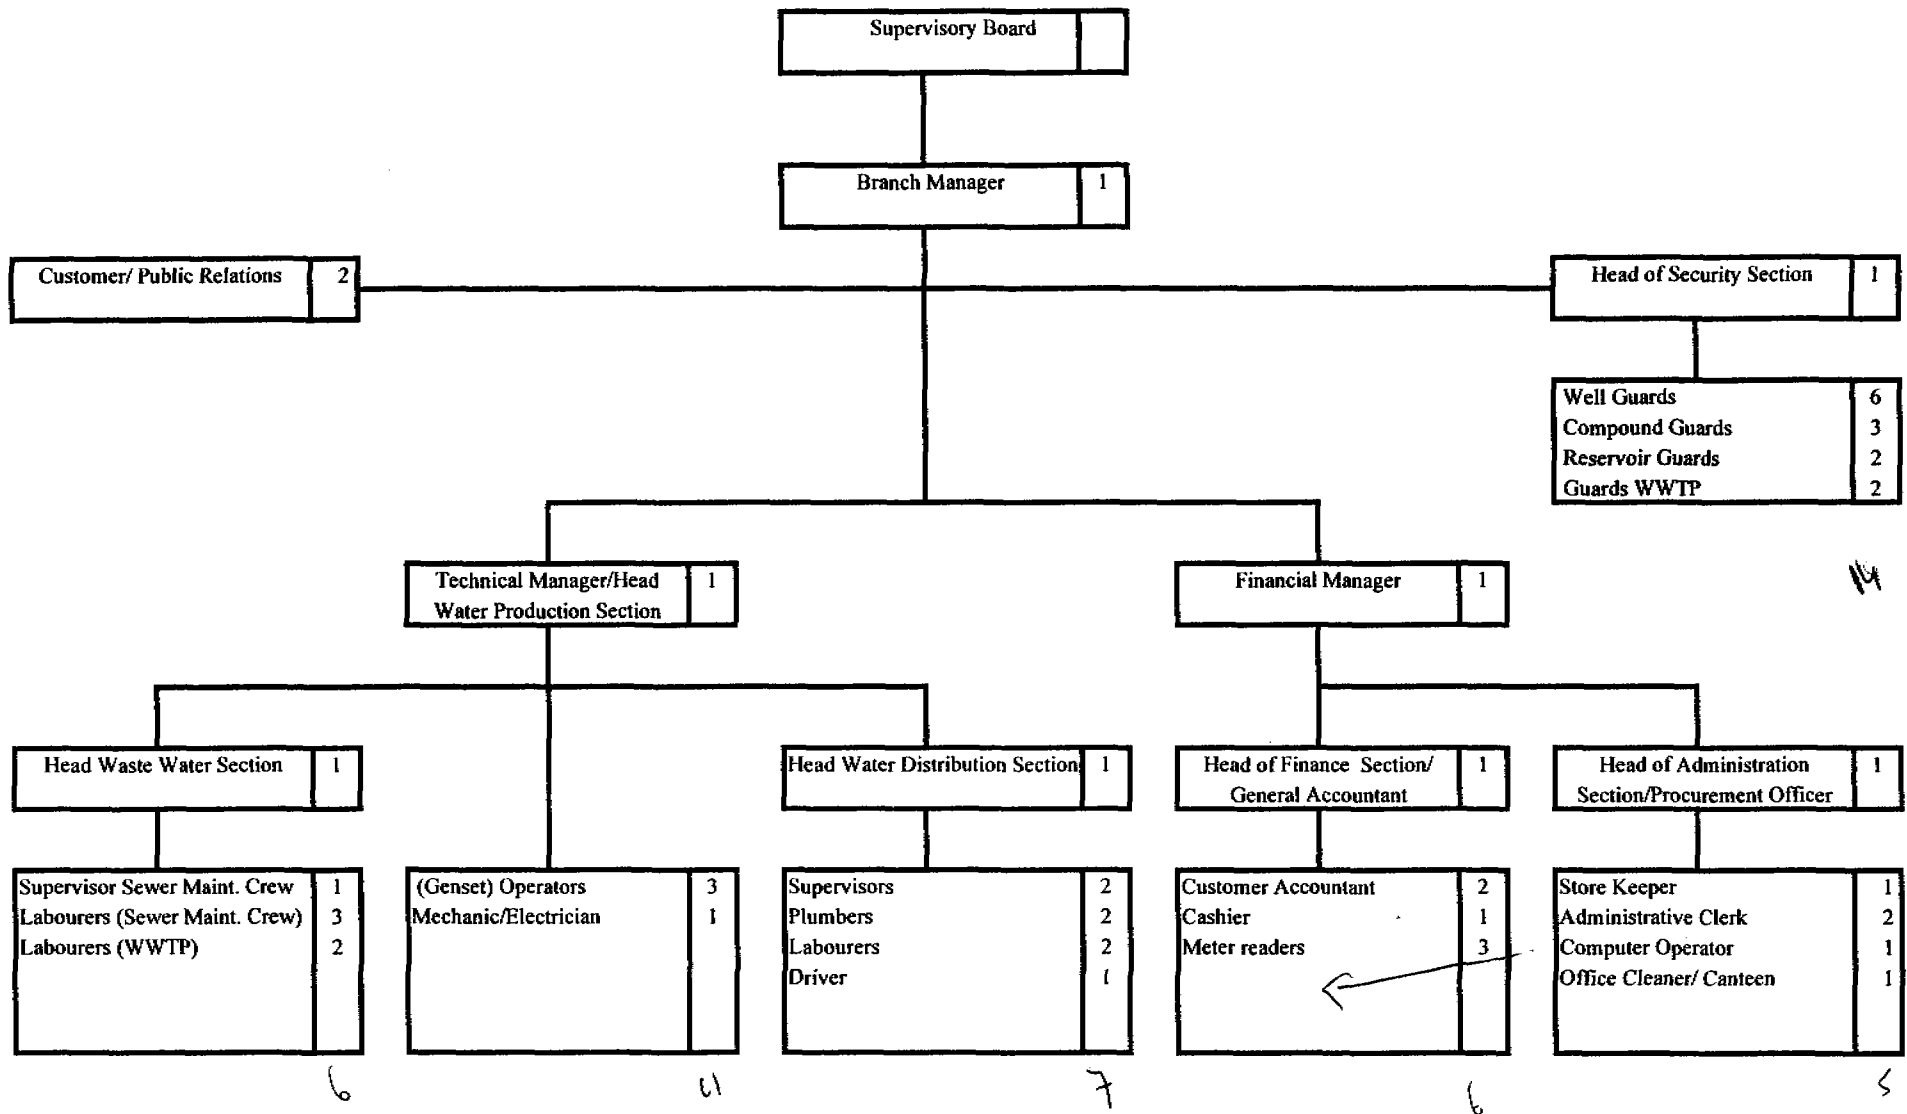 Supervisory Board
Branch Manager 1
Customer/ Public Relations 2
Head of Security Section 1
Well Guards 6
Compound Guards 3
Reservoir Guards 2
Guards WWTP 2
14
Technical Manager/Head 1
Water Production Section
Financial Manager 1
Head Waste Water Section 1
Head Water Distribution Section 1
Head of Finance Section/ 1
General Accountant
Head of Administration 1
Section/Procurement Officer
Supervisor Sewer Maint. Crew 1
Labourers (Sewer Maint. Crew) 3
Labourers (WWTP) 2
6
(Genset) Operators 3
Mechanic/Electrician 1
Supervisors 2
Plumbers 2
Labourers 2
Driver 1
7
Customer Accountant 2
Cashier 1
Meter readers 3
6
Store Keeper 1
Administrative Clerk 2
Computer Operator 1
Office Cleaner/ Canteen 1
5